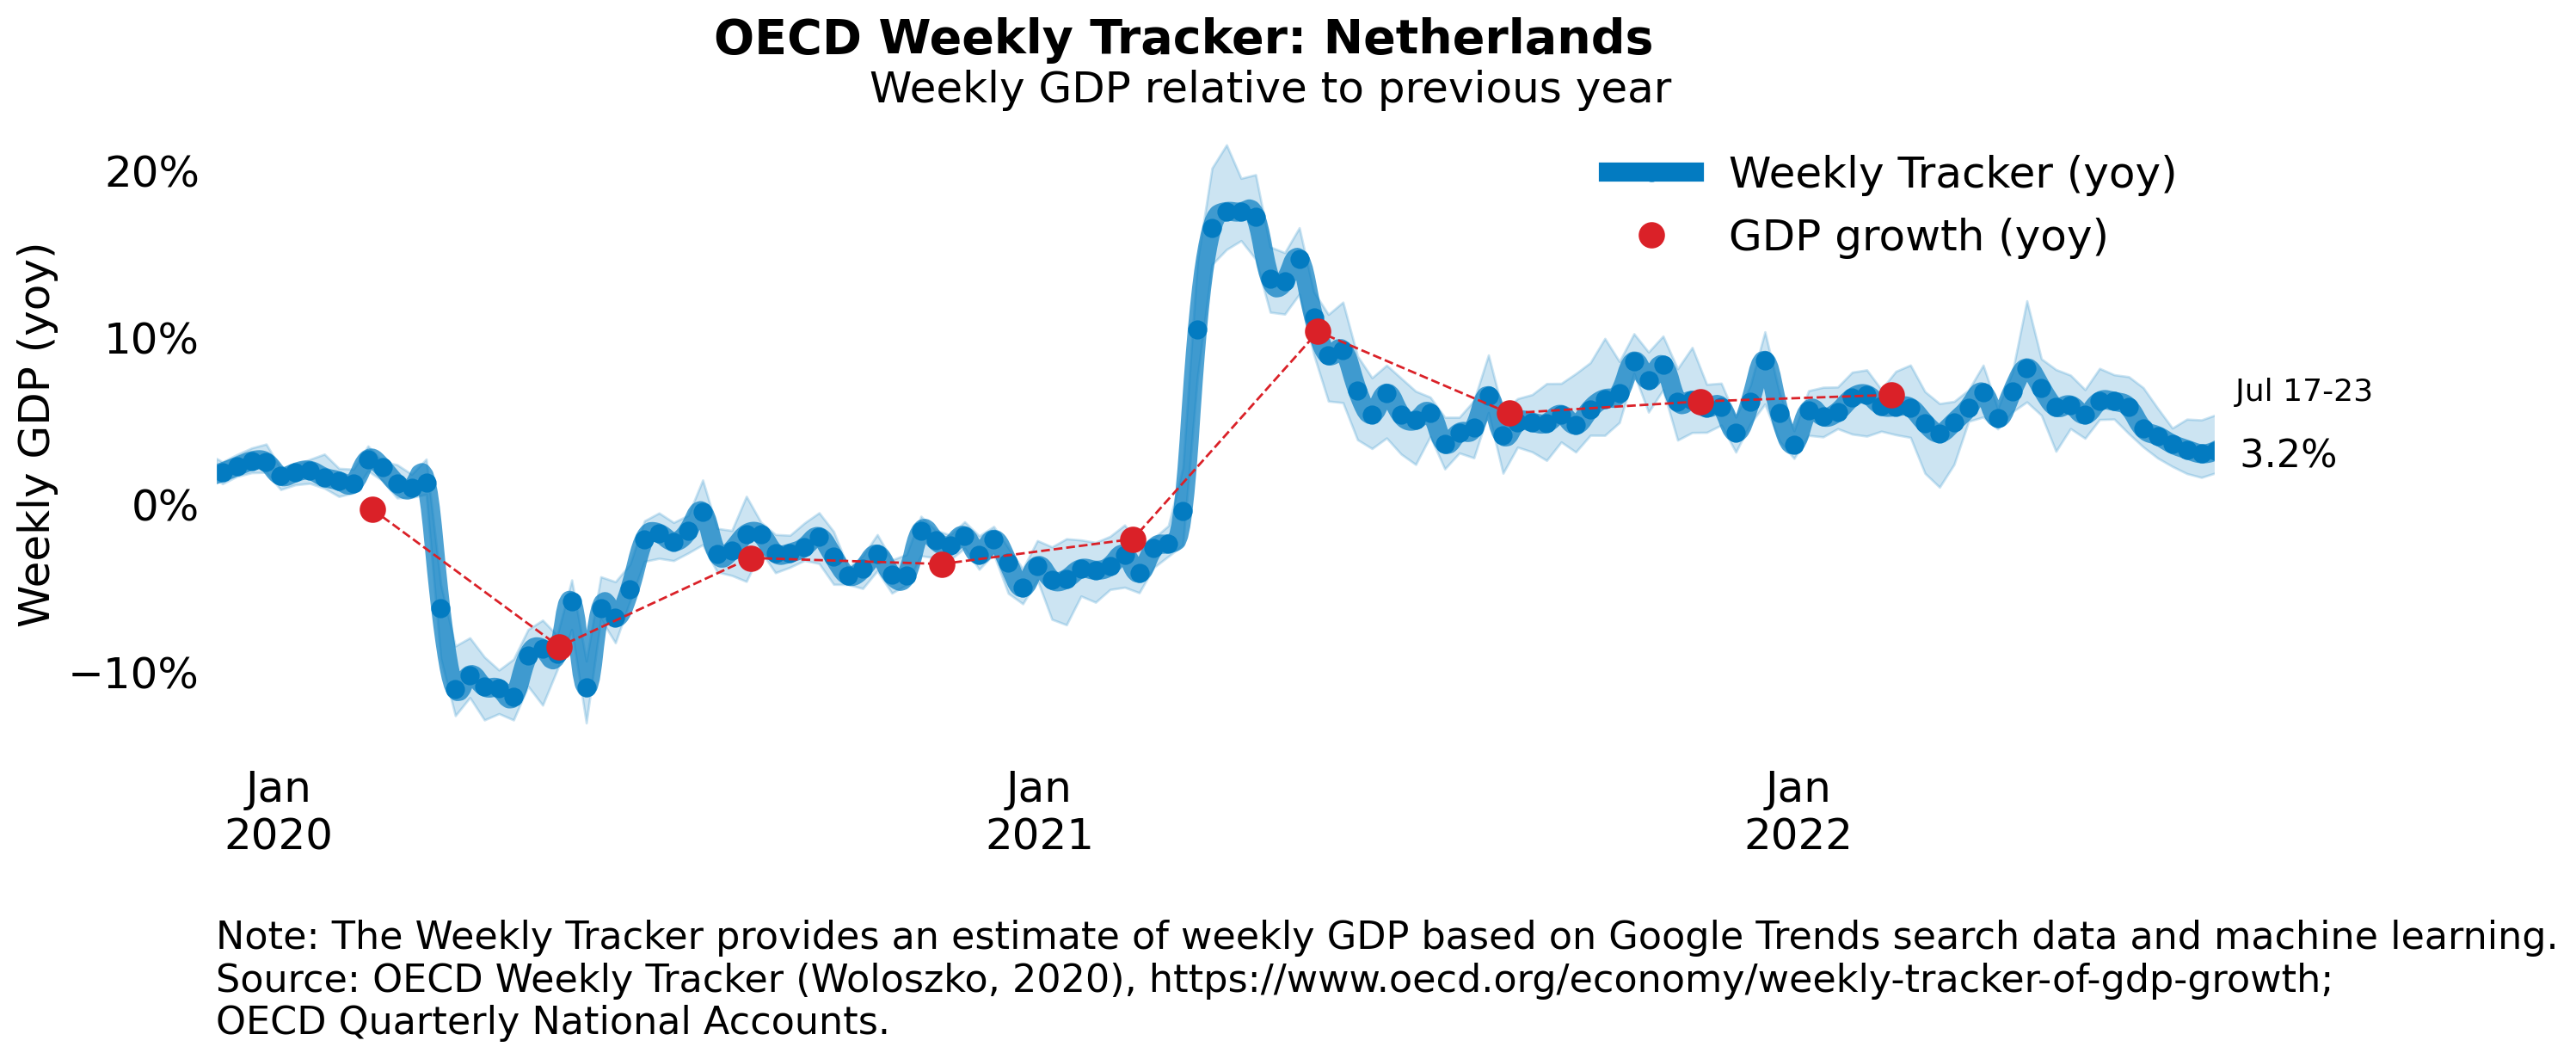 OECD Weekly Tracker: Netherlands
Weekly GDP relative to previous year
Weekly GDP (yoy)
20%
10%
0%
−10%
Weekly Tracker (yoy)
GDP growth (yoy)
Jul 17-23
3.2%
Jan
2020
Jan
2021
Jan
2022
Note: The Weekly Tracker provides an estimate of weekly GDP based on Google Trends search data and machine learning.
Source: OECD Weekly Tracker (Woloszko, 2020), https://www.oecd.org/economy/weekly-tracker-of-gdp-growth;
OECD Quarterly National Accounts.